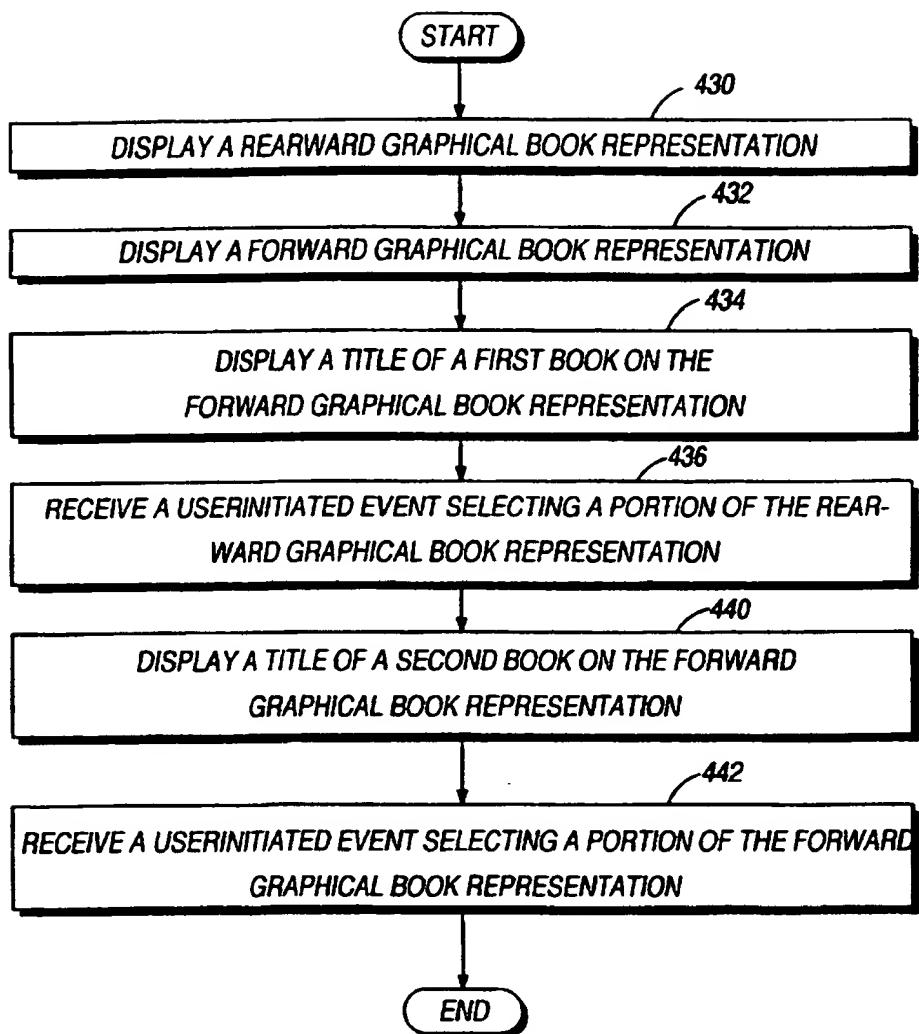 START
430
DISPLAY A REARWARD GRAPHICAL BOOK REPRESENTATION
432
DISPLAY A FORWARD GRAPHICAL BOOK REPRESENTATION
434
DISPLAY A TITLE OF A FIRST BOOK ON THE
FORWARD GRAPHICAL BOOK REPRESENTATION
436
RECEIVE A USERINITIATED EVENT SELECTING A PORTION OF THE REAR-
WARD GRAPHICAL BOOK REPRESENTATION
440
DISPLAY A TITLE OF A SECOND BOOK ON THE FORWARD
GRAPHICAL BOOK REPRESENTATION
442
RECEIVE A USERINITIATED EVENT SELECTING A PORTION OF THE FORWARD
GRAPHICAL BOOK REPRESENTATION
END